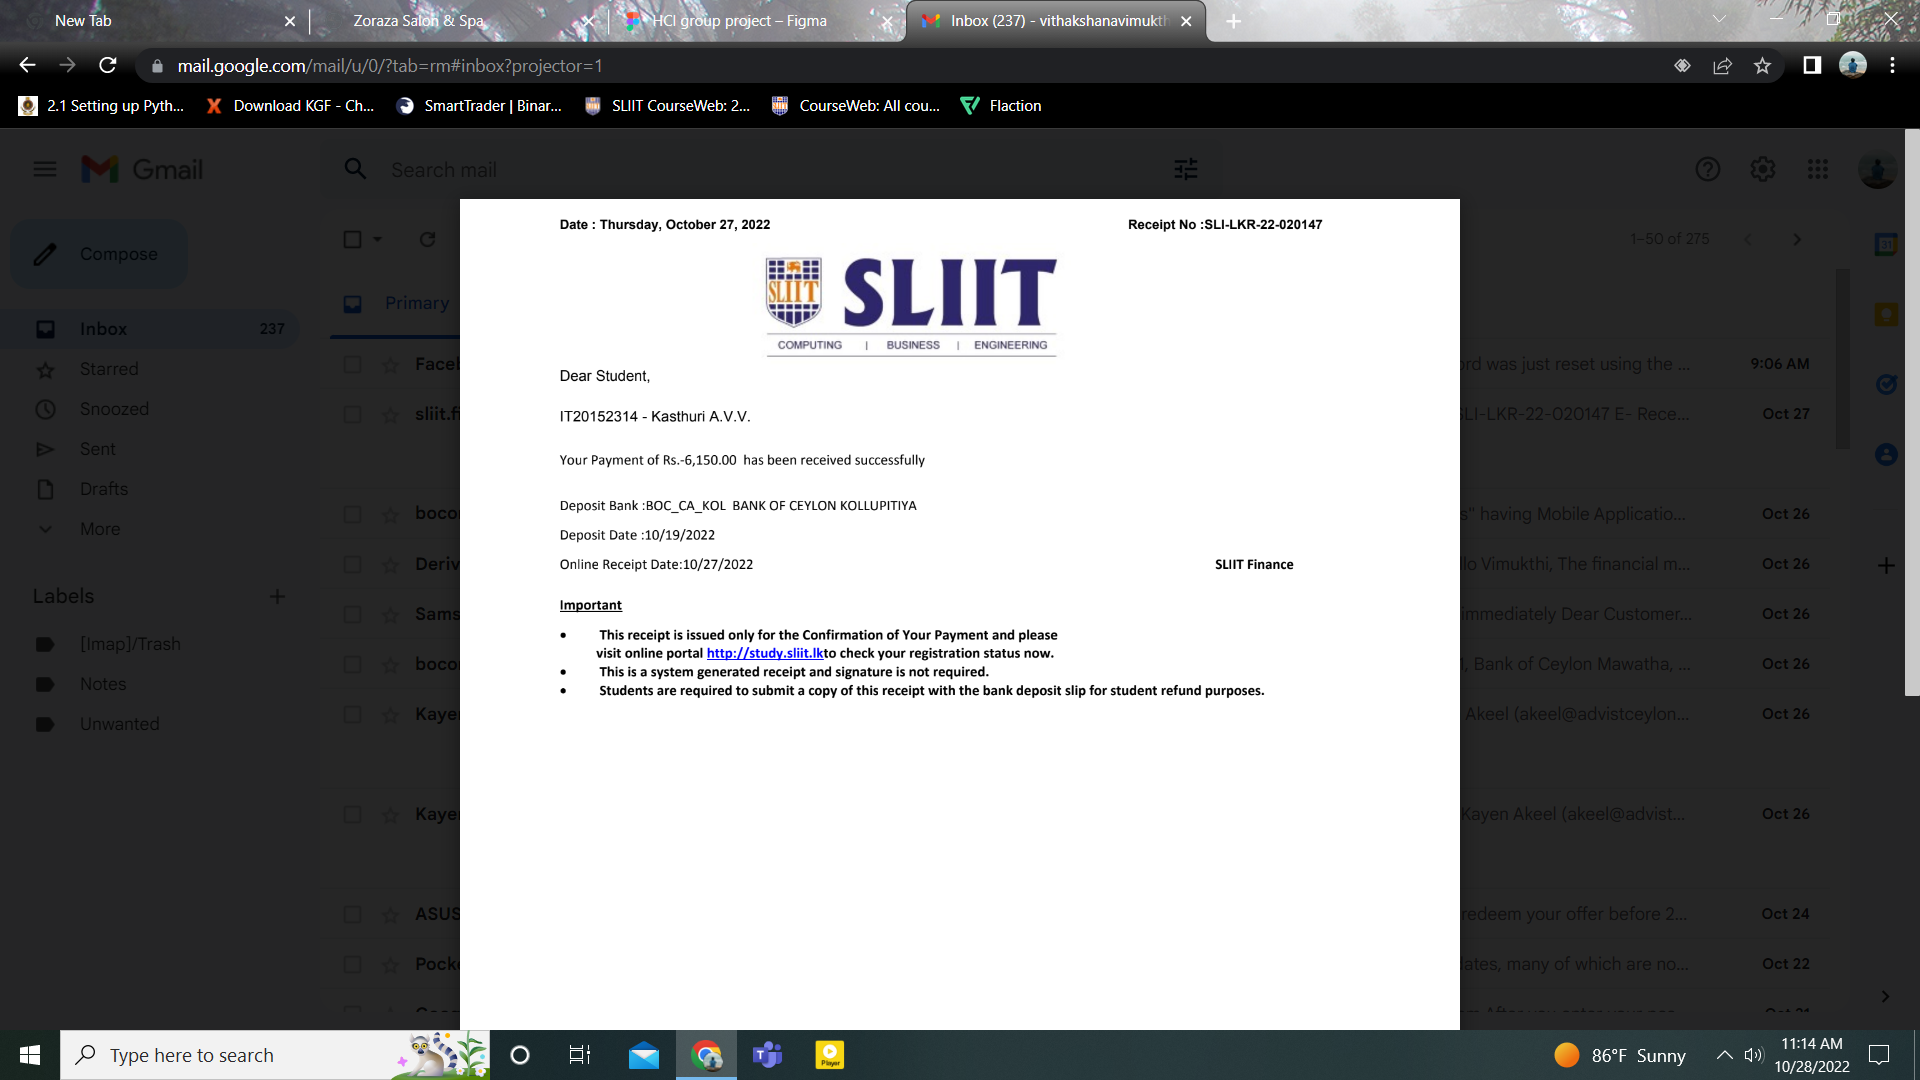 New Tab
Zoraza Salon & Spa
HCI group project – Figma
Inbox (237) - vithakshanavimukth
mail.google.com/mail/u/0/?tab=rm#inbox?projector=1
2.1 Setting up Pyth...
Download KGF - Ch...
SmartTrader | Binar...
SLIIT CourseWeb: 2...
CourseWeb: All cou...
Flaction
Gmail
Search mail
Compose
1–50 of 275
31
Primary
Inbox 237
Starred
Snoozed
Sent
Drafts
More
Labels
[Imap]/Trash
Notes
Unwanted
Date : Thursday, October 27, 2022 Receipt No :SLI-LKR-22-020147
SLIIT SLIIT
COMPUTING | BUSINESS | ENGINEERING
Dear Student,
IT20152314 - Kasthuri A.V.V.
Your Payment of Rs.-6,150.00 has been received successfully
Deposit Bank :BOC_CA_KOL BANK OF CEYLON KOLLUPITIYA
Deposit Date :10/19/2022
Online Receipt Date:10/27/2022 SLIIT Finance
Important
• This receipt is issued only for the Confirmation of Your Payment and please
visit online portal http://study.sliit.lkto check your registration status now.
• This is a system generated receipt and signature is not required.
• Students are required to submit a copy of this receipt with the bank deposit slip for student refund purposes.
Faceb ord was just reset using the ... 9:06 AM
sliit.fi SLI-LKR-22-020147 E- Rece... Oct 27
boco s" having Mobile Applicatio... Oct 26
Deriv llo Vimukthi, The financial m... Oct 26
Sams immediately Dear Customer... Oct 26
boco , Bank of Ceylon Mawatha, ... Oct 26
Kaye Akeel (akeel@advistceylon... Oct 26
Kaye Kayen Akeel (akeel@advist... Oct 26
ASUS redeem your offer before 2... Oct 24
Pocke dates, many of which are no... Oct 22
Type here to search
Player
86°F Sunny
11:14 AM
10/28/2022